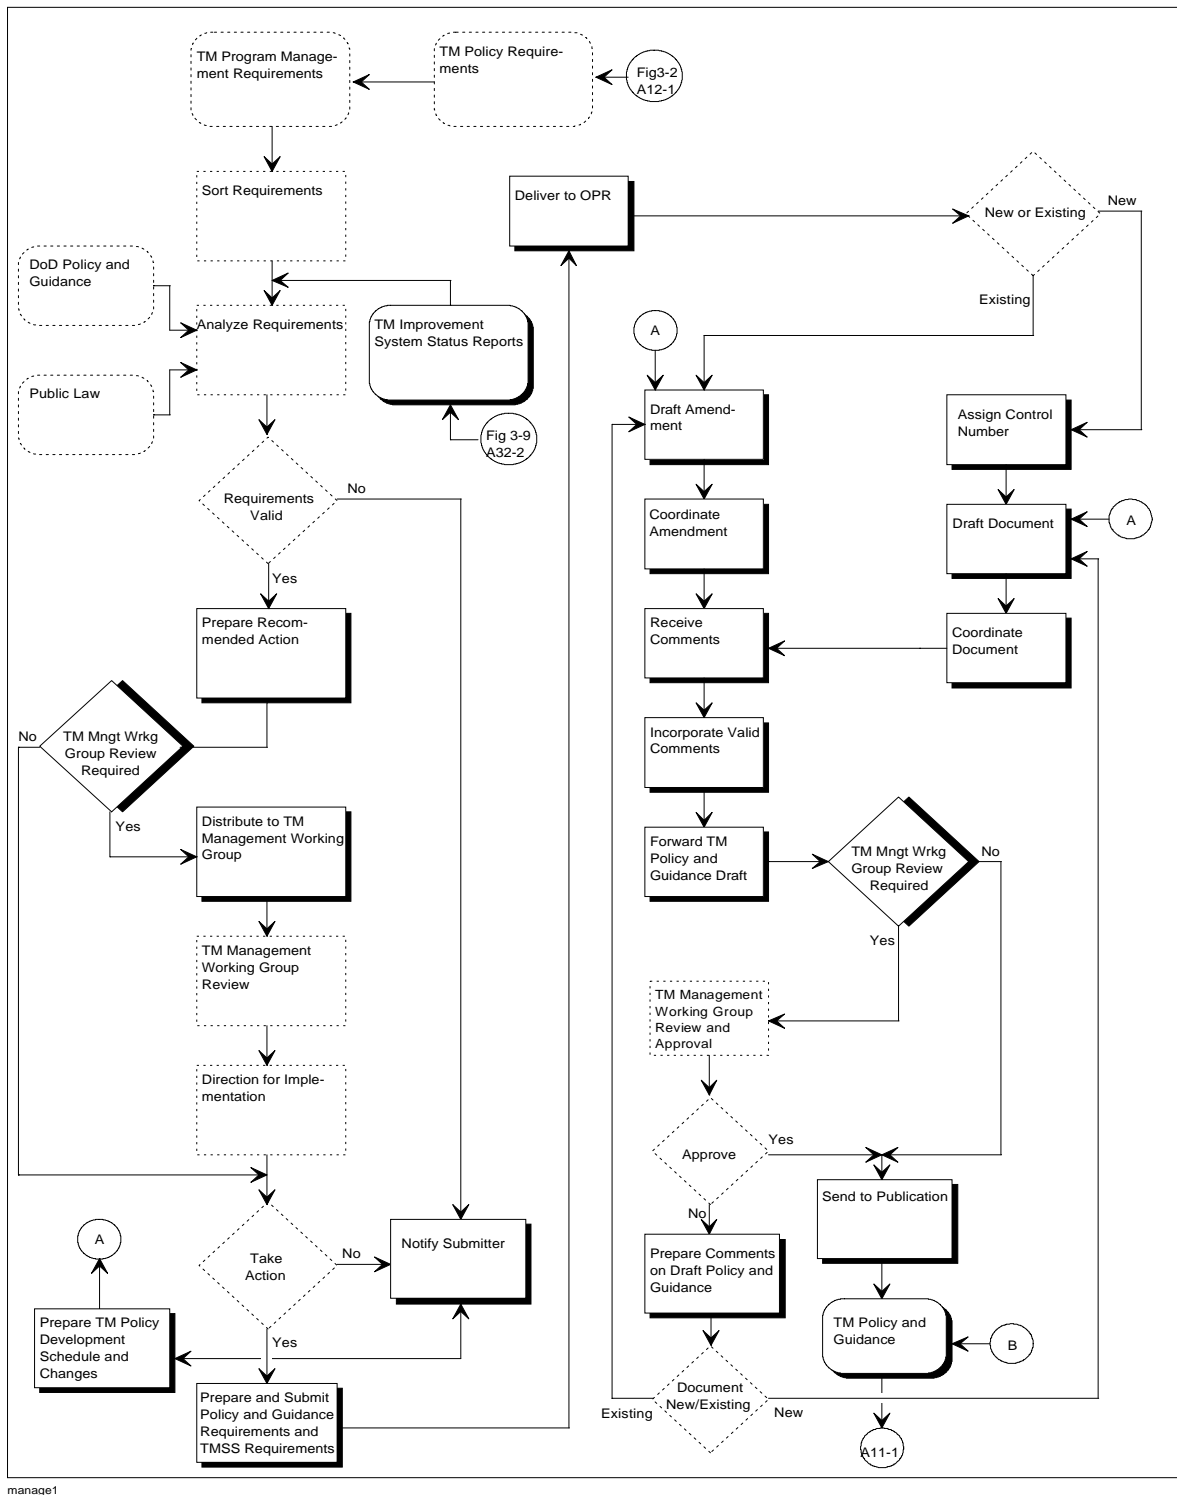 TM Program Manage-
ment Requirements
TM Policy Require-
ments
Fig3-2
A12-1
Sort Requirements
Deliver to OPR
New or Existing
New
Existing
DoD Policy and
Guidance
Analyze Requirements
TM Improvement
System Status Reports
Public Law
Fig 3-9
A32-2
A
Draft Amend-
ment
Assign Control
Number
Requirements
Valid
No
Yes
Coordinate
Amendment
Draft Document
A
Prepare Recom-
mended Action
Receive
Comments
Coordinate
Document
No
TM Mngt Wrkg
Group Review
Required
Yes
Incorporate Valid
Comments
Distribute to TM
Management Working
Group
Forward TM
Policy and
Guidance Draft
TM Mngt Wrkg
Group Review
Required
No
Yes
TM Management
Working Group
Review
TM Management
Working Group
Review and
Approval
Direction for Imple-
mentation
Approve
Yes
No
Send to Publication
A
Take
Action
No
Yes
Notify Submitter
Prepare Comments
on Draft Policy and
Guidance
Prepare TM Policy
Development
Schedule and
Changes
TM Policy and
Guidance
B
Prepare and Submit
Policy and Guidance
Requirements and
TMSS Requirements
Document
New/Existing
Existing
New
A11-1
manage1